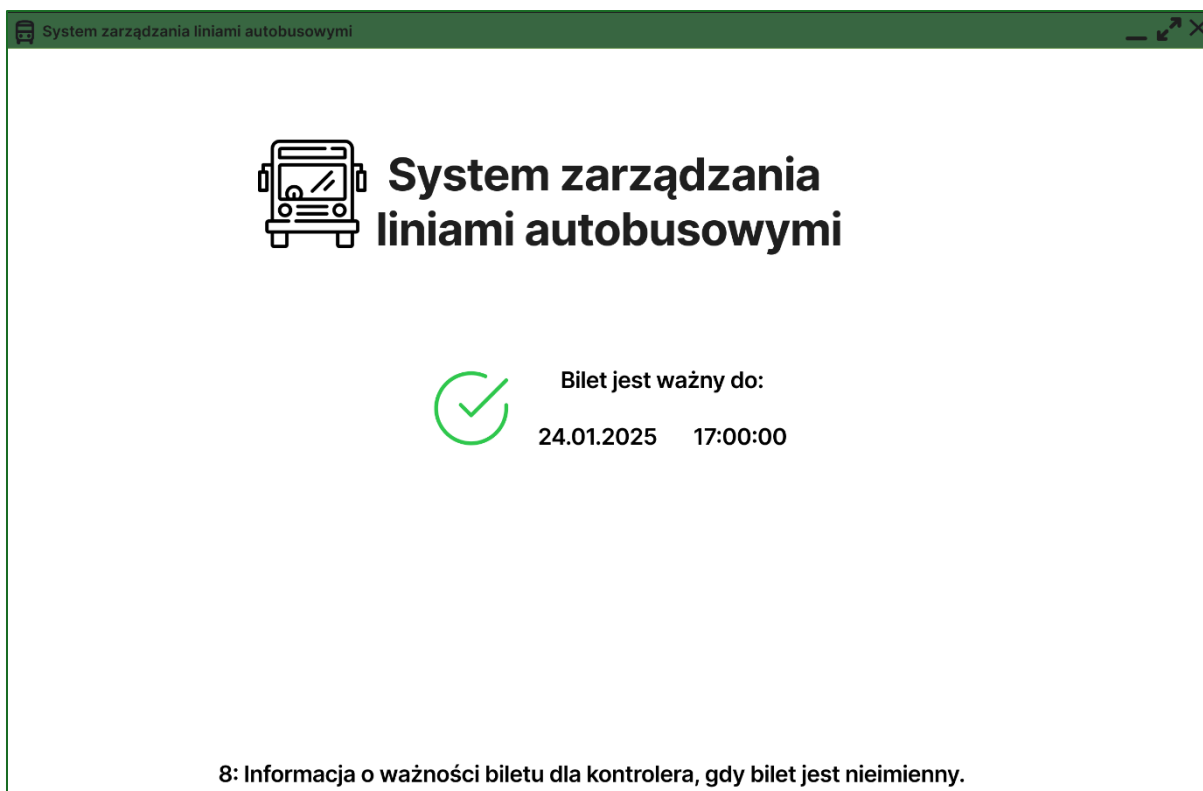 System zarządzania liniami autobusowymi
System zarządzania
liniami autobusowymi
Bilet jest ważny do:
24.01.2025 17:00:00
8: Informacja o ważności biletu dla kontrolera, gdy bilet jest nieimienny.